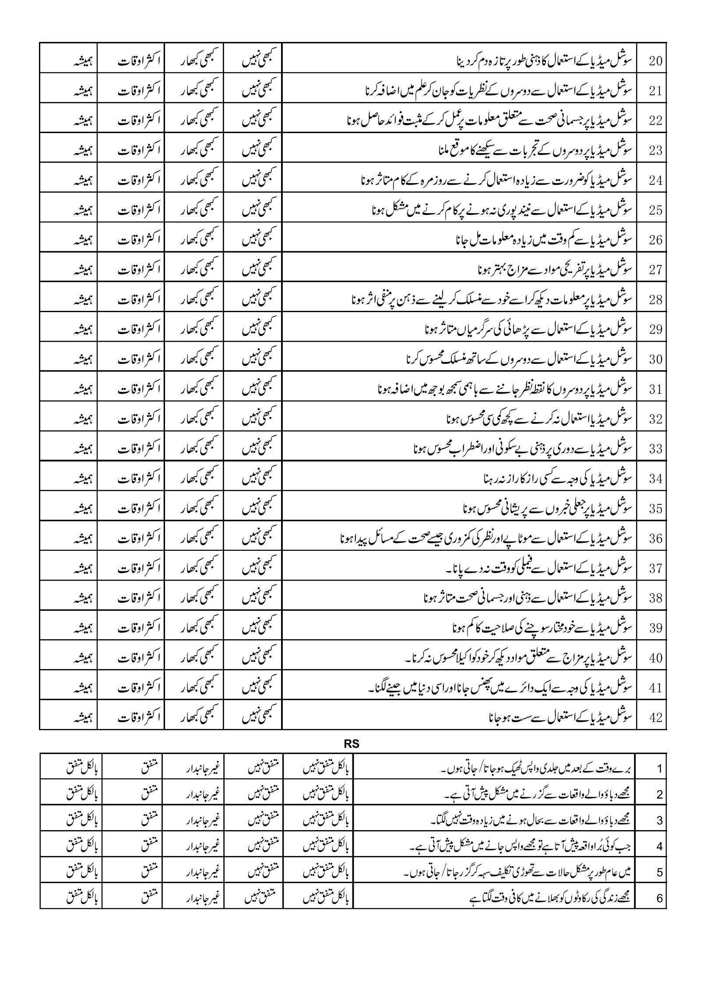 20 سوشل میڈیا کے استعمال کا ذہنی طور پر تازہ دم کر دینا کبھی نہیں کبھی کبھار اکثر اوقات ہمیشہ
21 سوشل میڈیا کے استعمال سے دوسروں کے نظریات کو جان کر علم میں اضافہ کرنا کبھی نہیں کبھی کبھار اکثر اوقات ہمیشہ
22 سوشل میڈیا پر جسمانی صحت سے متعلق معلومات پر عمل کر کے مثبت فوائد حاصل ہونا کبھی نہیں کبھی کبھار اکثر اوقات ہمیشہ
23 سوشل میڈیا پر دوسروں کے تجربات سے سیکھنے کا موقع ملنا کبھی نہیں کبھی کبھار اکثر اوقات ہمیشہ
24 سوشل میڈیا کو ضرورت سے زیادہ استعمال کرنے سے روزمرہ کے کام متاثر ہونا کبھی نہیں کبھی کبھار اکثر اوقات ہمیشہ
25 سوشل میڈیا کے استعمال سے نیند پوری نہ ہونے پر کام کرنے میں مشکل ہونا کبھی نہیں کبھی کبھار اکثر اوقات ہمیشہ
26 سوشل میڈیا سے کم وقت میں زیادہ معلومات مل جانا کبھی نہیں کبھی کبھار اکثر اوقات ہمیشہ
27 سوشل میڈیا پر تفریحی مواد سے مزاج بہتر ہونا کبھی نہیں کبھی کبھار اکثر اوقات ہمیشہ
28 سوشل میڈیا پر معلومات دیکھ کر اسے خود سے منسلک کر لینے سے ذہن پر منفی اثر ہونا کبھی نہیں کبھی کبھار اکثر اوقات ہمیشہ
29 سوشل میڈیا کے استعمال سے پڑھائی کی سرگرمیاں متاثر ہونا کبھی نہیں کبھی کبھار اکثر اوقات ہمیشہ
30 سوشل میڈیا کے استعمال سے دوسروں کے ساتھ منسلک محسوس کرنا کبھی نہیں کبھی کبھار اکثر اوقات ہمیشہ
31 سوشل میڈیا پر دوسروں کا نقطہ نظر جاننے سے باہمی سمجھ بوجھ میں اضافہ ہونا کبھی نہیں کبھی کبھار اکثر اوقات ہمیشہ
32 سوشل میڈیا استعمال نہ کرنے سے کچھ کمی سی محسوس ہونا کبھی نہیں کبھی کبھار اکثر اوقات ہمیشہ
33 سوشل میڈیا سے دوری پر ذہنی بے سکونی اور اضطراب محسوس ہونا کبھی نہیں کبھی کبھار اکثر اوقات ہمیشہ
34 سوشل میڈیا کی وجہ سے کسی راز کا راز نہ رہنا کبھی نہیں کبھی کبھار اکثر اوقات ہمیشہ
35 سوشل میڈیا پر جعلی خبروں سے پریشانی محسوس ہونا کبھی نہیں کبھی کبھار اکثر اوقات ہمیشہ
36 سوشل میڈیا کے استعمال سے موٹاپے اور نظر کی کمزوری جیسے صحت کے مسائل پیدا ہونا کبھی نہیں کبھی کبھار اکثر اوقات ہمیشہ
37 سوشل میڈیا کے استعمال سے فیملی کو وقت نہ دے پانا۔ کبھی نہیں کبھی کبھار اکثر اوقات ہمیشہ
38 سوشل میڈیا کے استعمال سے ذہنی اور جسمانی صحت متاثر ہونا کبھی نہیں کبھی کبھار اکثر اوقات ہمیشہ
39 سوشل میڈیا سے خود مختار سوچنے کی صلاحیت کا کم ہونا کبھی نہیں کبھی کبھار اکثر اوقات ہمیشہ
40 سوشل میڈیا پر مزاج سے متعلق مواد دیکھ کر خود کو اکیلا محسوس نہ کرنا۔ کبھی نہیں کبھی کبھار اکثر اوقات ہمیشہ
41 سوشل میڈیا کی وجہ سے ایک دائرے میں پھنس جانا اور اسی دنیا میں جینے لگنا۔ کبھی نہیں کبھی کبھار اکثر اوقات ہمیشہ
42 سوشل میڈیا کے استعمال سے سست ہو جانا کبھی نہیں کبھی کبھار اکثر اوقات ہمیشہ
RS
1 برے وقت کے بعد میں جلدی واپس ٹھیک ہو جاتا/ جاتی ہوں۔ بالکل متفق نہیں متفق نہیں غیر جانبدار متفق بالکل متفق
2 مجھے دباؤ والے واقعات سے گزرنے میں مشکل پیش آتی ہے۔ بالکل متفق نہیں متفق نہیں غیر جانبدار متفق بالکل متفق
3 مجھے دباؤ والے واقعات سے بحال ہونے میں زیادہ وقت نہیں لگتا۔ بالکل متفق نہیں متفق نہیں غیر جانبدار متفق بالکل متفق
4 جب کوئی بُرا واقعہ پیش آتا ہے تو مجھے واپس جانے میں مشکل پیش آتی ہے۔ بالکل متفق نہیں متفق نہیں غیر جانبدار متفق بالکل متفق
5 میں عام طور پر مشکل حالات سے تھوڑی تکلیف سہہ کر گزر جاتا/ جاتی ہوں۔ بالکل متفق نہیں متفق نہیں غیر جانبدار متفق بالکل متفق
6 مجھے زندگی کی رکاوٹوں کو بھلانے میں کافی وقت لگتا ہے بالکل متفق نہیں متفق نہیں غیر جانبدار متفق بالکل متفق